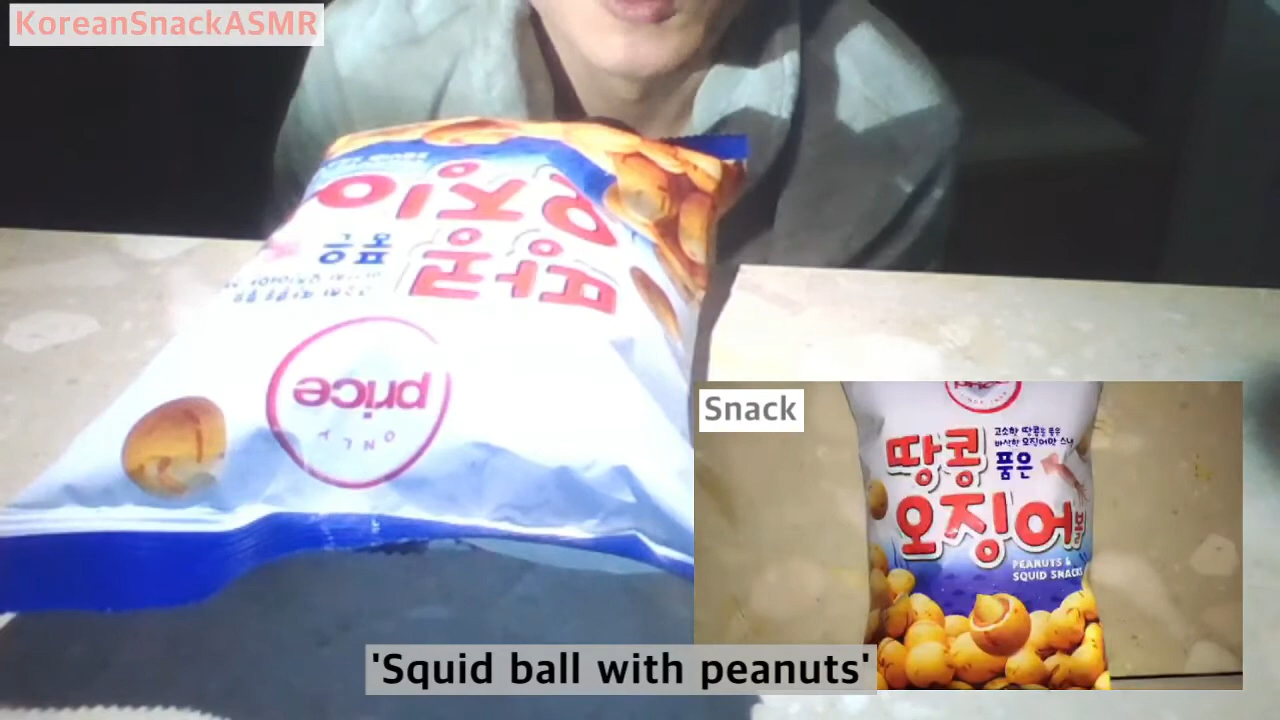 KoreanSnackASMR
오징어
땅콩
품은
price
ONLY
Snack
고소한 땅콩을 품은
바삭한 오징어맛 스낵
땅콩
품은
오징어
PEANUTS &
SQUID SNACKS
'Squid ball with peanuts'